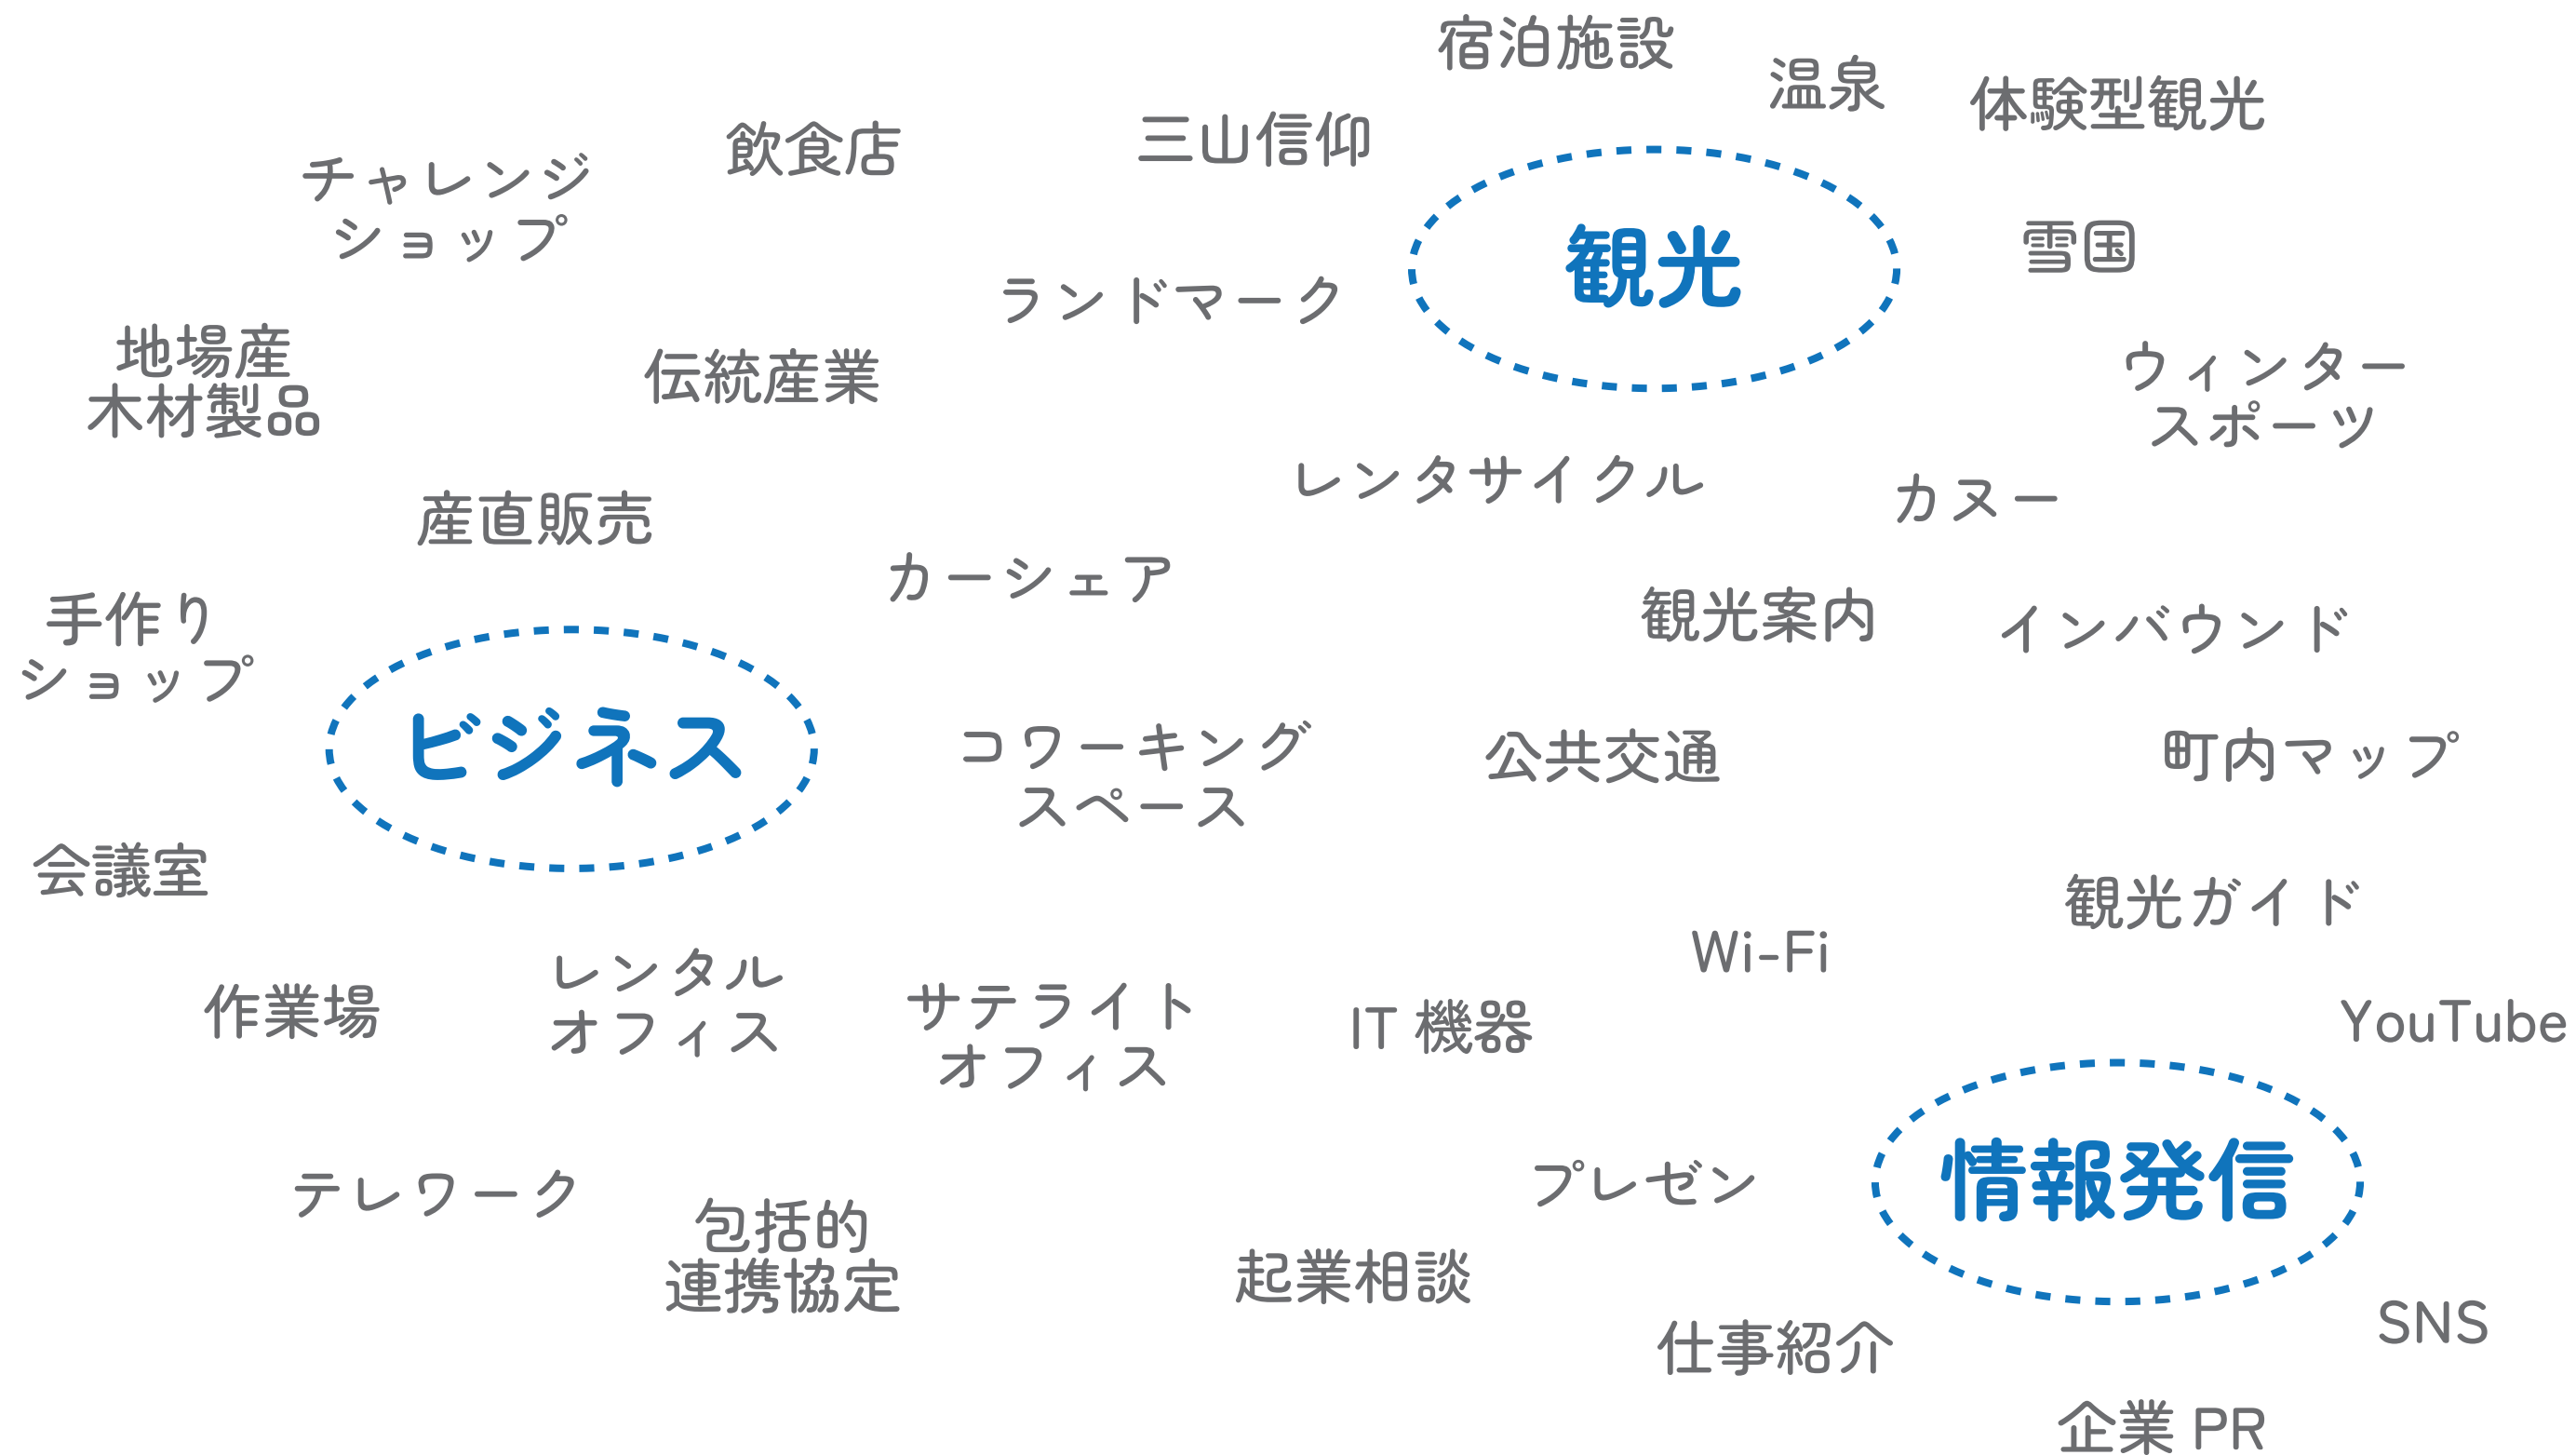 宿泊施設
温泉
体験型観光
飲食店
三山信仰
チャレンジ
ショップ
観光
雪国
ランドマーク
地場産
木材製品
伝統産業
ウィンター
スポーツ
レンタサイクル
カヌー
産直販売
カーシェア
手作り
ショップ
観光案内
インバウンド
ビジネス
コワーキング
スペース
公共交通
町内マップ
会議室
観光ガイド
Wi-Fi
レンタル
オフィス
作業場
サテライト
オフィス
IT 機器
YouTube
情報発信
テレワーク
プレゼン
包括的
連携協定
起業相談
仕事紹介
SNS
企業 PR